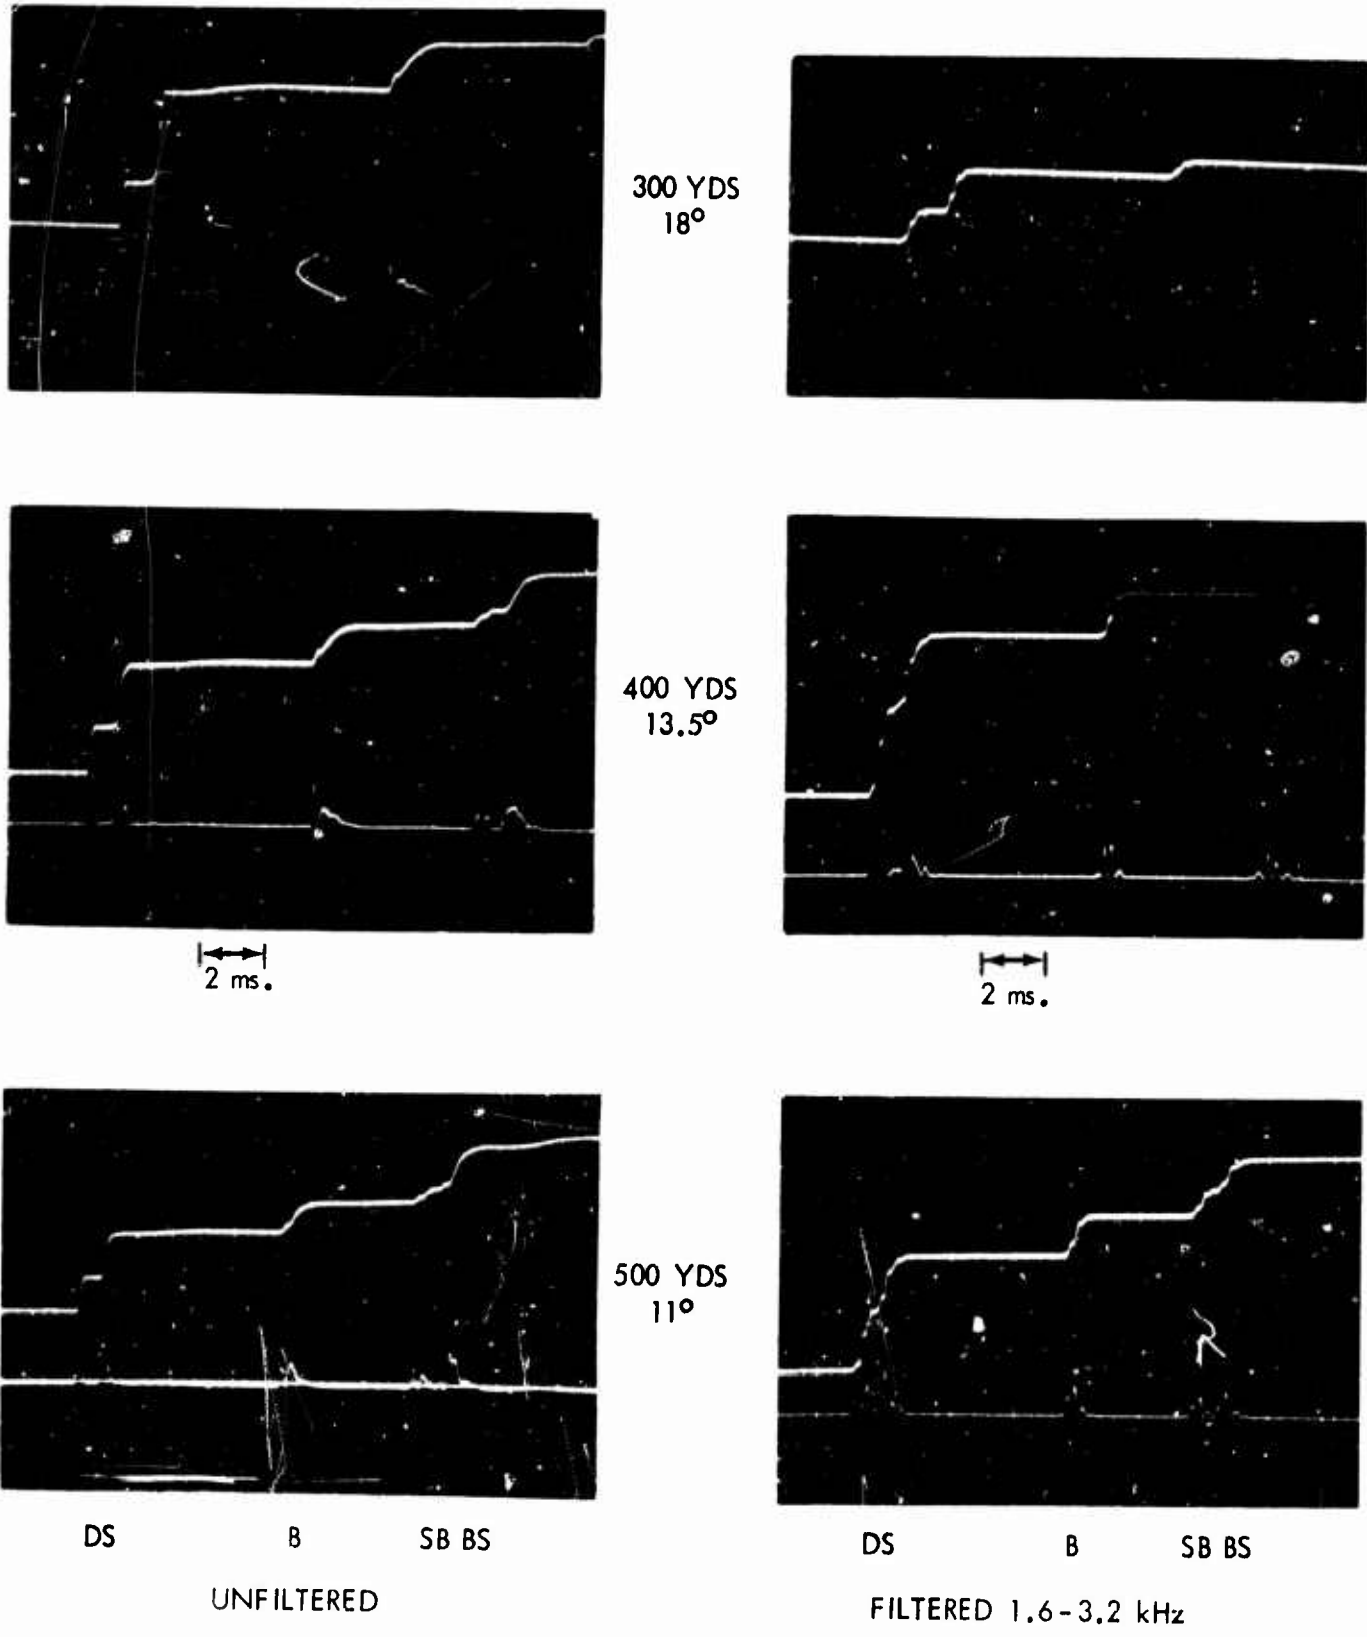 300 YDS
18°
400 YDS
13.5°
2 ms.
2 ms.
500 YDS
11°
DS B SB BS
DS B SB BS
UNFILTERED
FILTERED 1.6-3.2 kHz